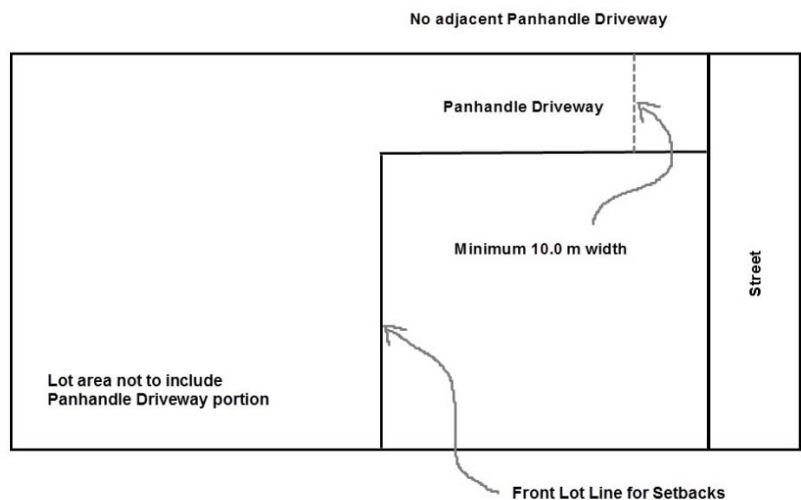 No adjacent Panhandle Driveway
Panhandle Driveway
Minimum 10.0 m width
Street
Lot area not to include
Panhandle Driveway portion
Front Lot Line for Setbacks